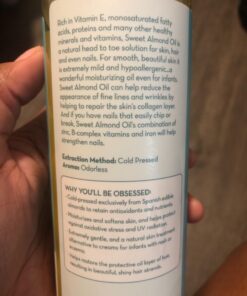 Rich in Vitamin E, monosaturated fatty
acids, proteins and many other healthy
minerals and vitamins, Sweet Almond Oil is
a natural head to toe solution for skin, hair
and even nails. For smooth, beautiful skin it
is extremely mild and hypoallergenic...a
wonderful moisturizing oil even for infants.
Sweet Almond Oil can help reduce the
appearance of fine lines and wrinkles by
helping to repair the skin's collagen layer.
And if you have nails that easily chip or
break, Sweet Almond Oil's combination of
zinc, B-complex vitamins and iron will help
strengthen nails.
Extraction Method: Cold Pressed
Aroma: Odorless
WHY YOU'LL BE OBSESSED:
- Cold-pressed exclusively from Spanish edible
almonds to retain antioxidants and nutrients
- Moisturizes and softens skin, and helps protect
against oxidative stress and UV radiation
- Extremely gentle, and a natural skin treatment
alternative to creams for infants with rash or
eczema
- Helps restore the protective oil layer of hair,
resulting in beautiful, shiny hair strands